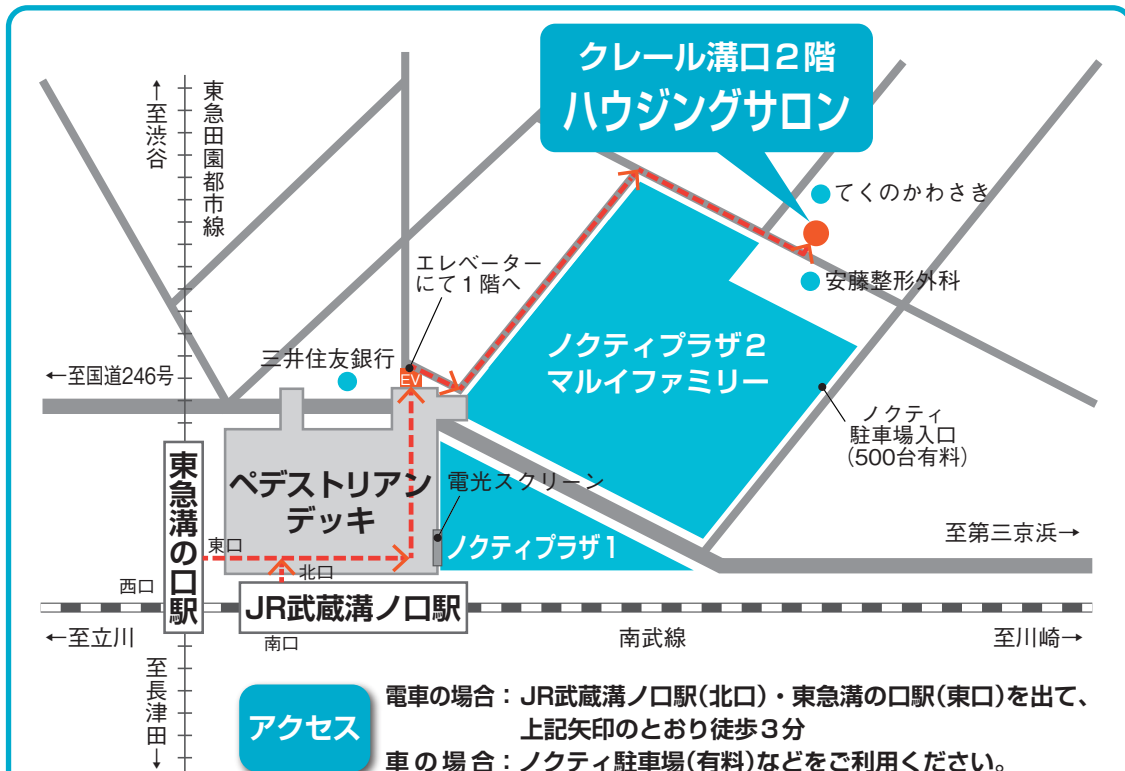 クレール溝口2階
ハウジングサロン
←至渋谷
東急田園都市線
てくのかわさき
エレベーター
にて1階へ
安藤整形外科
三井住友銀行
EV
←至国道246号
ノクティプラザ2
マルイファミリー
ノクティ
駐車場入口
(500台有料)
ペデストリアン
デッキ
電光スクリーン
東急溝の口駅
東口
ノクティプラザ1
至第三京浜→
西口
北口
JR武蔵溝ノ口駅
←至立川
南口
南武線
至川崎→
至長津田→
アクセス
電車の場合:JR武蔵溝ノ口駅(北口)・東急溝の口駅(東口)を出て、
上記矢印のとおり徒歩3分
車の場合:ノクティ駐車場(有料)などをご利用ください。